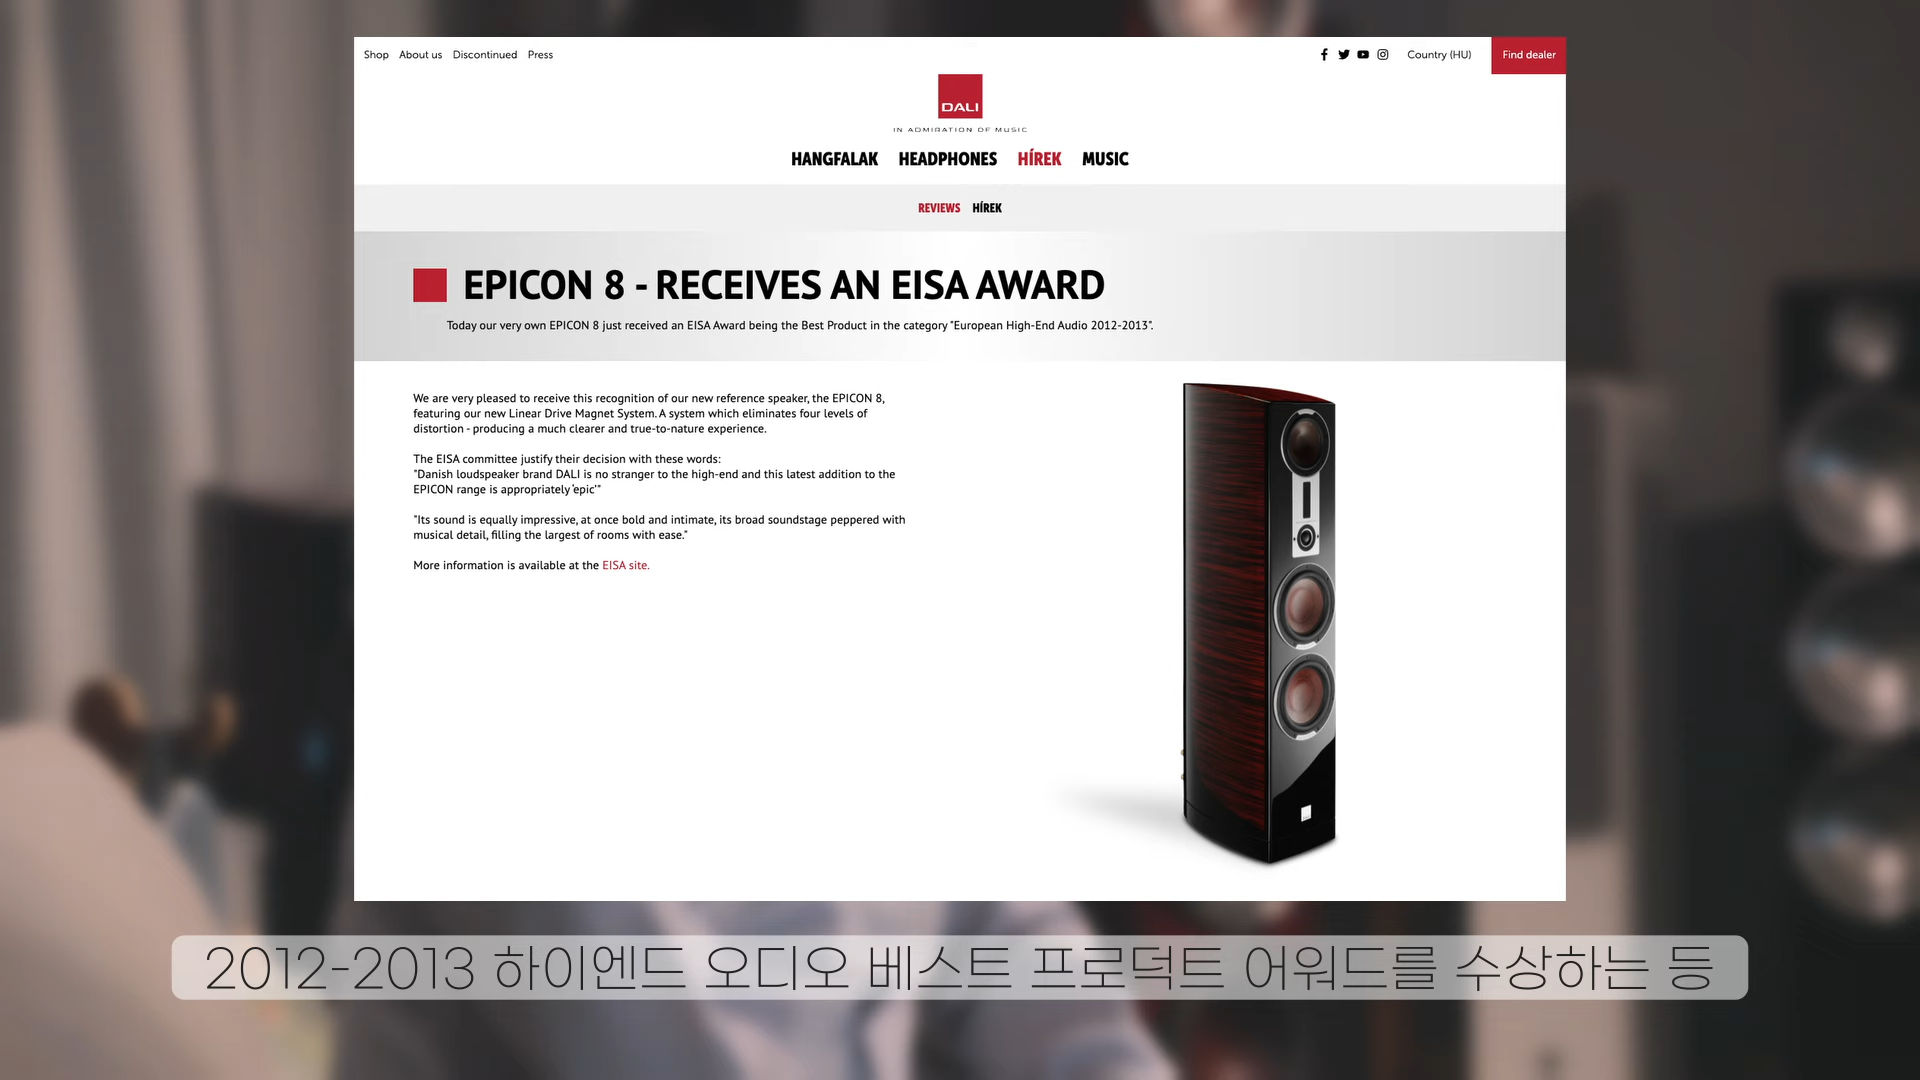 Shop About us Discontinued Press
Country (HU)
Find dealer
DALI
IN ADMIRATION OF MUSIC
HANGFALAK HEADPHONES HÍREK MUSIC
REVIEWS HÍREK
EPICON 8 - RECEIVES AN EISA AWARD
Today our very own EPICON 8 just received an EISA Award being the Best Product in the category "European High-End Audio 2012-2013".
We are very pleased to receive this recognition of our new reference speaker, the EPICON 8,
featuring our new Linear Drive Magnet System. A system which eliminates four levels of
distortion - producing a much clearer and true-to-nature experience.
The EISA committee justify their decision with these words:
"Danish loudspeaker brand DALI is no stranger to the high-end and this latest addition to the
EPICON range is appropriately 'epic'"
"Its sound is equally impressive, at once bold and intimate, its broad soundstage peppered with
musical detail, filling the largest of rooms with ease."
More information is available at the EISA site.
2012-2013 하이엔드 오디오 베스트 프로덕트 어워드를 수상하는 등